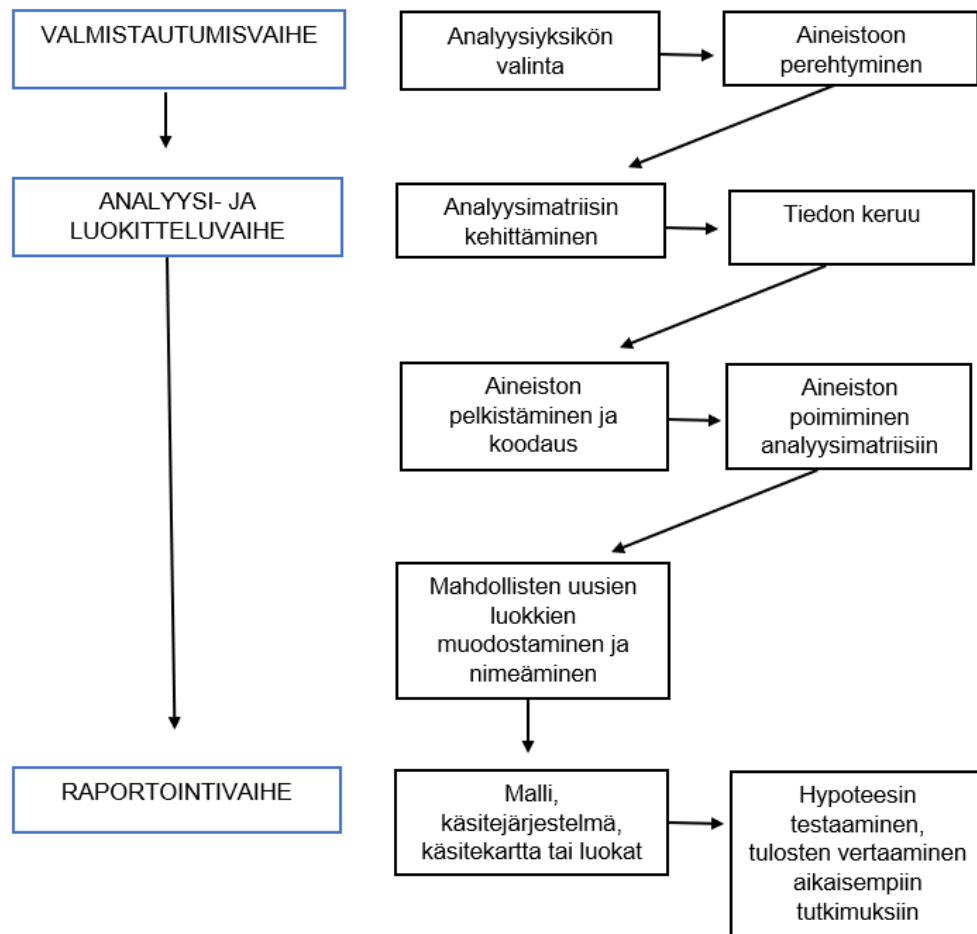 VALMISTAUTUMISVAIHE
Analyysiyksikön
valinta
Aineistoon
perehtyminen
ANALYYSI- JA
LUOKITTELUVAIHE
Analyysimatriisin
kehittäminen
Tiedon keruu
Aineiston
pelkistäminen ja
koodaus
Aineiston
poimiminen
analyysimatriisiin
Mahdollisten uusien
luokkien
muodostaminen ja
nimeäminen
RAPORTOINTIVAIHE
Malli,
käsitejärjestelmä,
käsitekartta tai luokat
Hypoteesin
testaaminen,
tulosten vertaaminen
aikaisempiin
tutkimuksiin